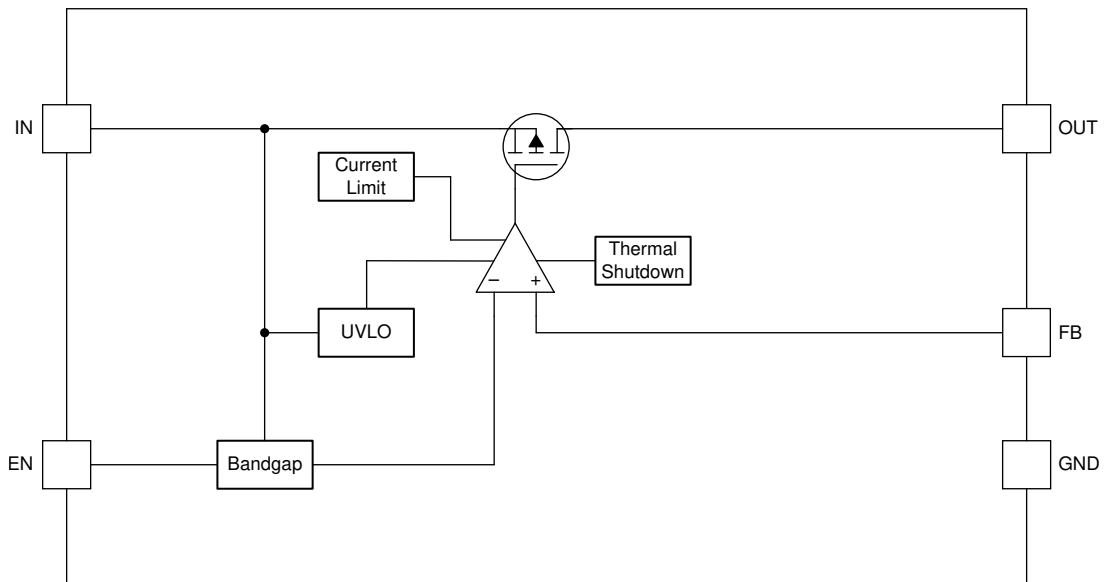 IN
OUT
Current
Limit
Thermal
Shutdown
− +
UVLO
FB
EN
Bandgap
GND